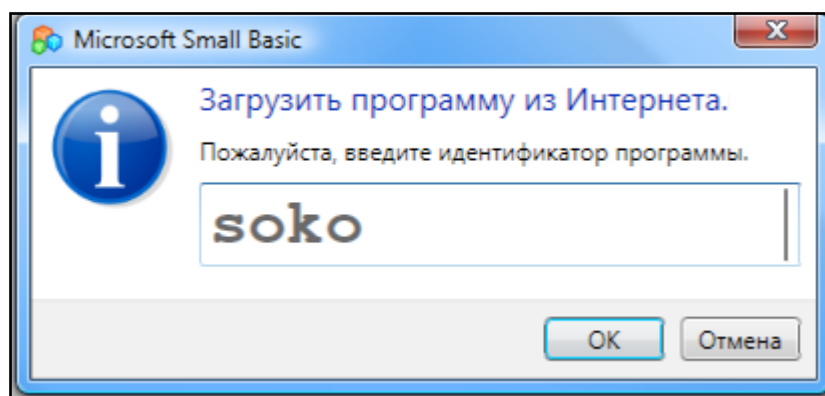 Microsoft Small Basic
Загрузить программу из Интернета.
Пожалуйста, введите идентификатор программы.
soko
OK
Отмена